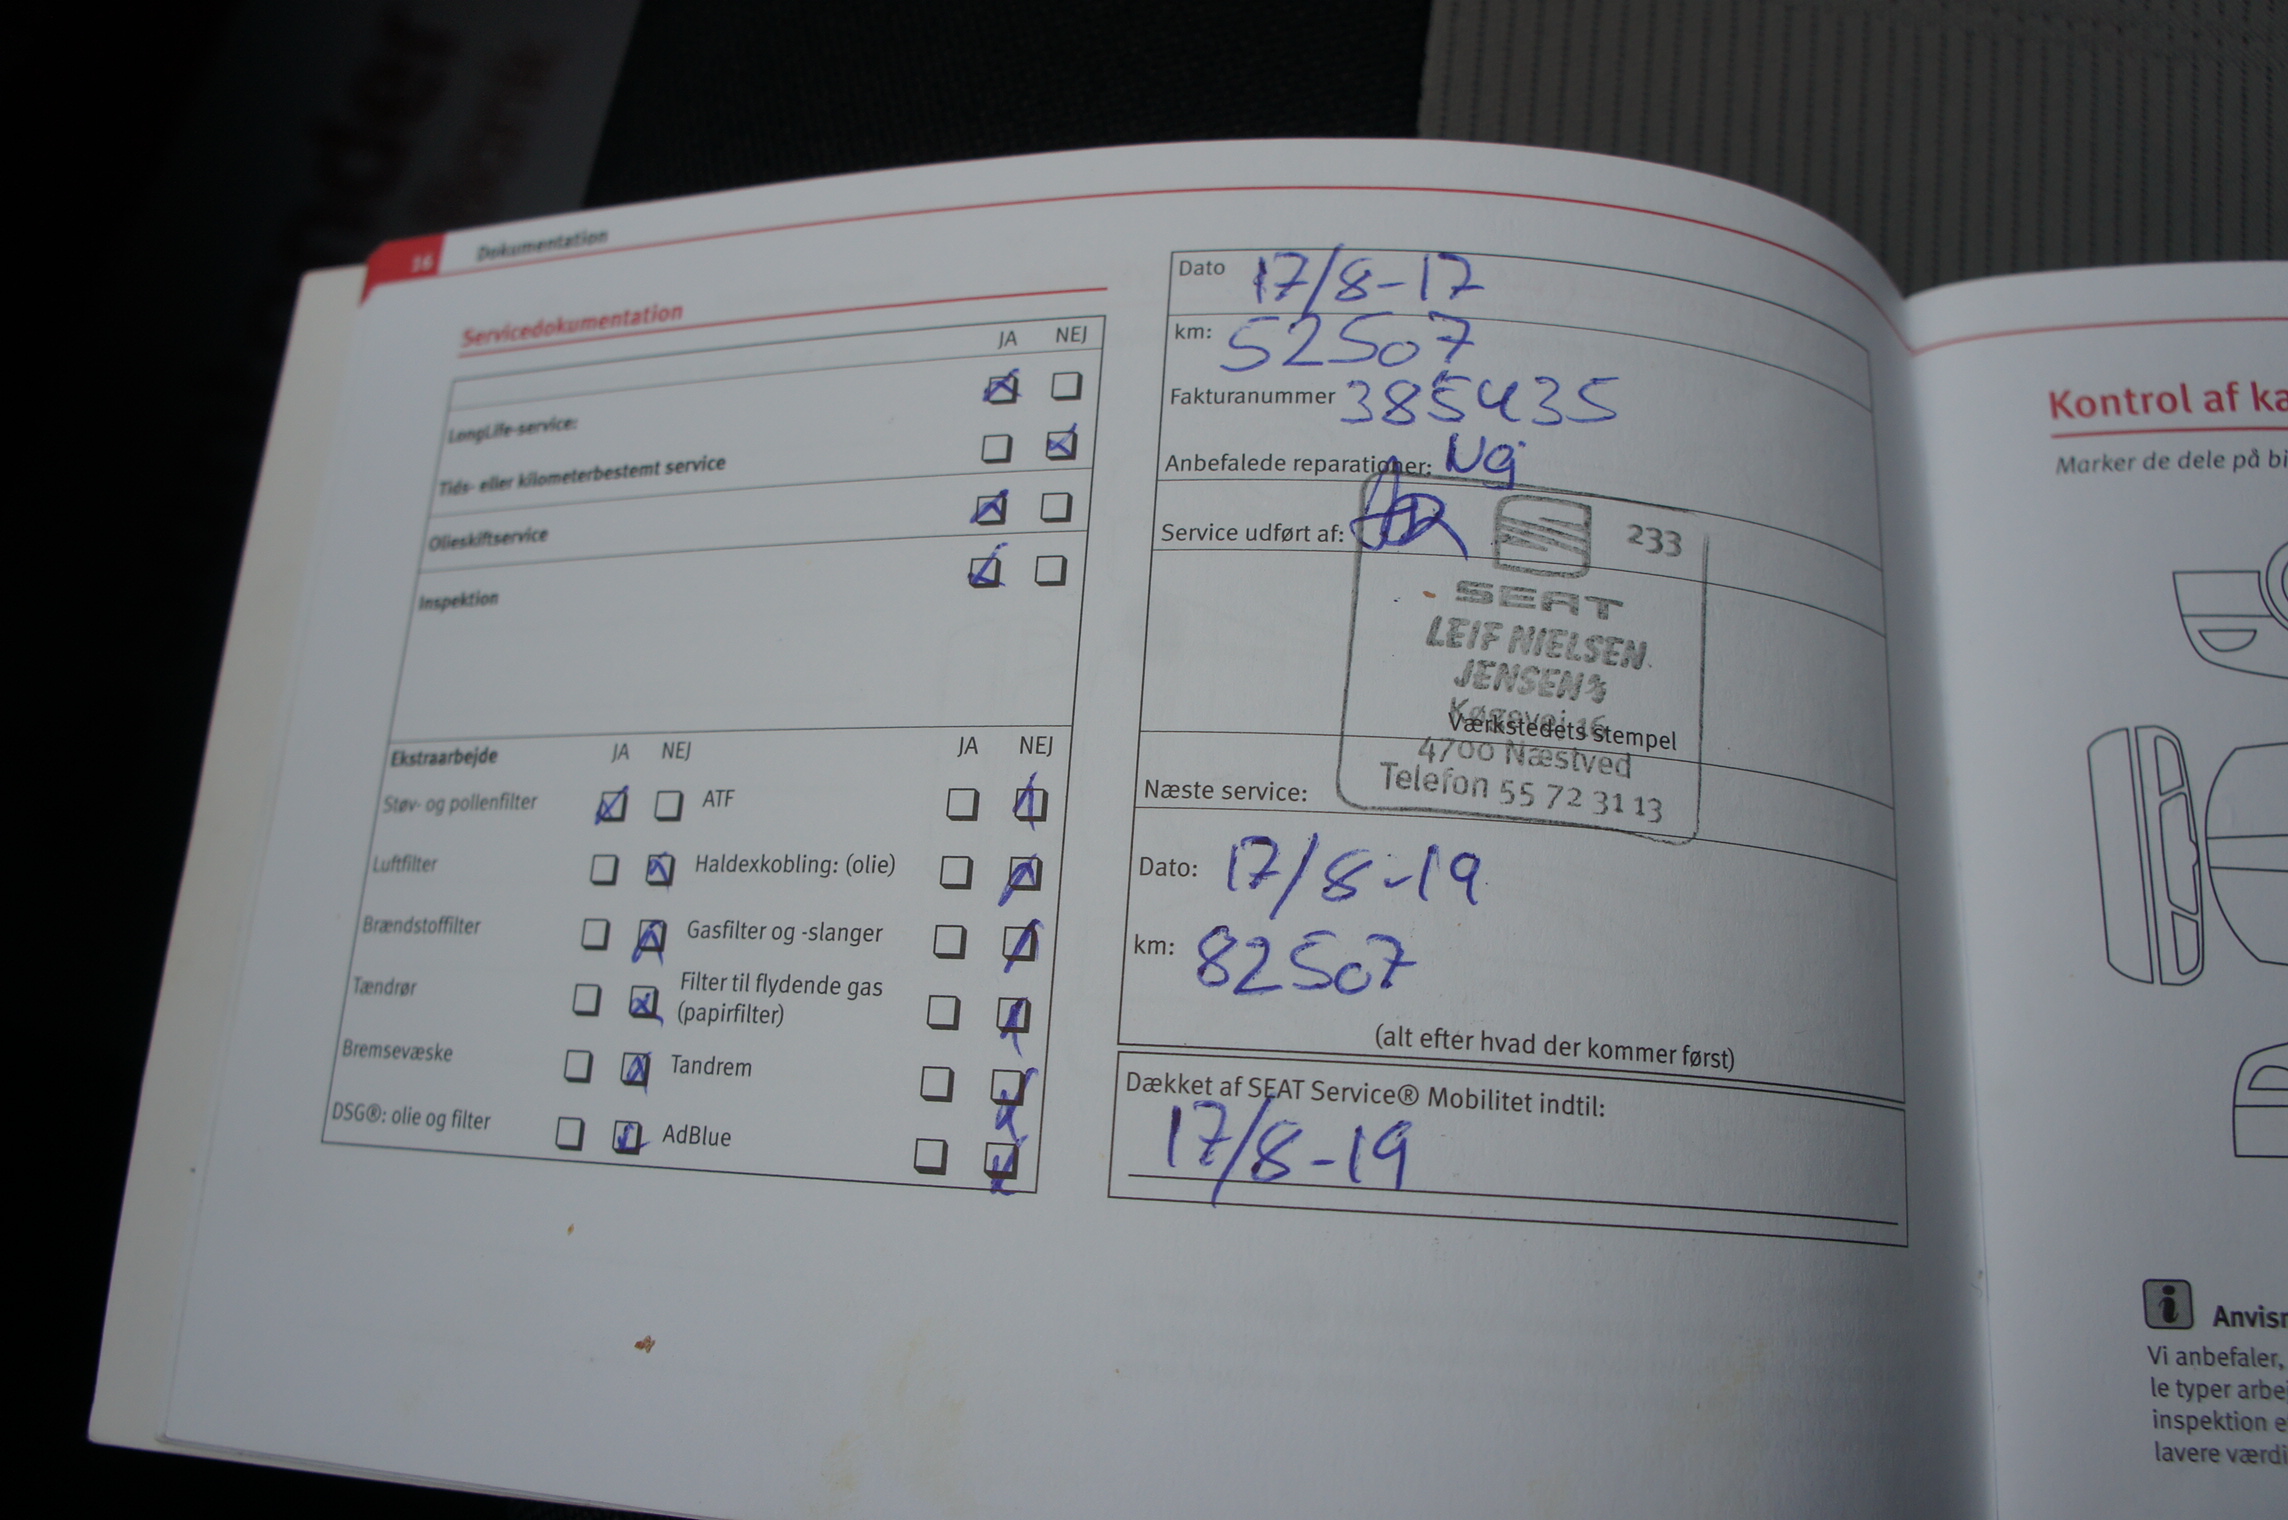 16 Dokumentation
Servicedokumentation
JA NEJ
LongLife-service:
Tids- eller kilometerbestemt service
Olieskiftservice
Inspektion
Ekstraarbejde JA NEJ JA NEJ
Støv- og pollenfilter ATF
Luftfilter Haldexkobling: (olie)
Brændstoffilter Gasfilter og -slanger
Tændrør Filter til flydende gas
(papirfilter)
Bremsevæske Tandrem
DSG®: olie og filter AdBlue
Dato 17/8-17
km: 52507
Fakturanummer 385435
Anbefalede reparationer: Nej
Service udført af:
233
SEAT
LEIF NIELSEN
JENSEN
Køgevej 16
Værkstedets stempel
4700 Næstved
Telefon 55 72 31 13
Næste service:
Dato: 17/8-19
km: 82507
(alt efter hvad der kommer først)
Dækket af SEAT Service® Mobilitet indtil:
17/8-19
Kontrol af ka
Marker de dele på bi
Anvisn
Vi anbefaler,
le typer arbej
inspektion e
lavere værdi